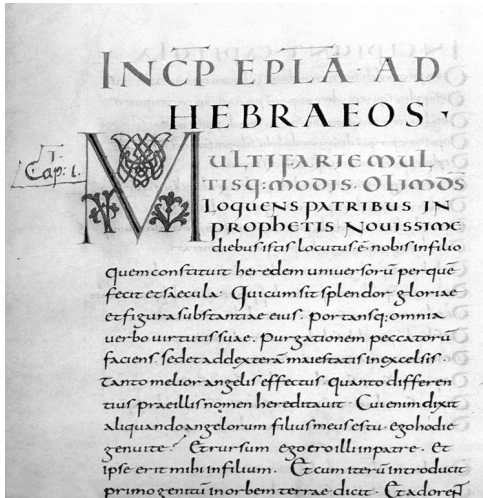 INCP EPLA · AD
HEBRAEOS ·
I.
Cap: 1.
MULTIFARIE MUL
TISQ: MODIS · OLIM D̅S̅
LOQUENS PATRIBUS IN
PROPHETIS NOUISSIME
diebus istis locutus · ē · nobis in filio
quem constituit heredem uniuersorū per quē
fecit et saecula · Qui cum sit splendor gloriae
et figura substantiae eius · portansq: omnia
uerbo uirtutis suae · purgationem peccatorū
faciens · sedet ad dexterā maiestatis in excelsis ·
Tanto melior angelis effectus · quanto differen
tius prae illis nomen hereditauit · Cui enim dixit
aliquando angelorum filius meus es tu · ego hodie
genui te? Et rursum ego ero illi in patre · Et
ipse erit mihi in filium · Et cum iterū introducit
primogenitū in orbem terrae dicit · Et adorent